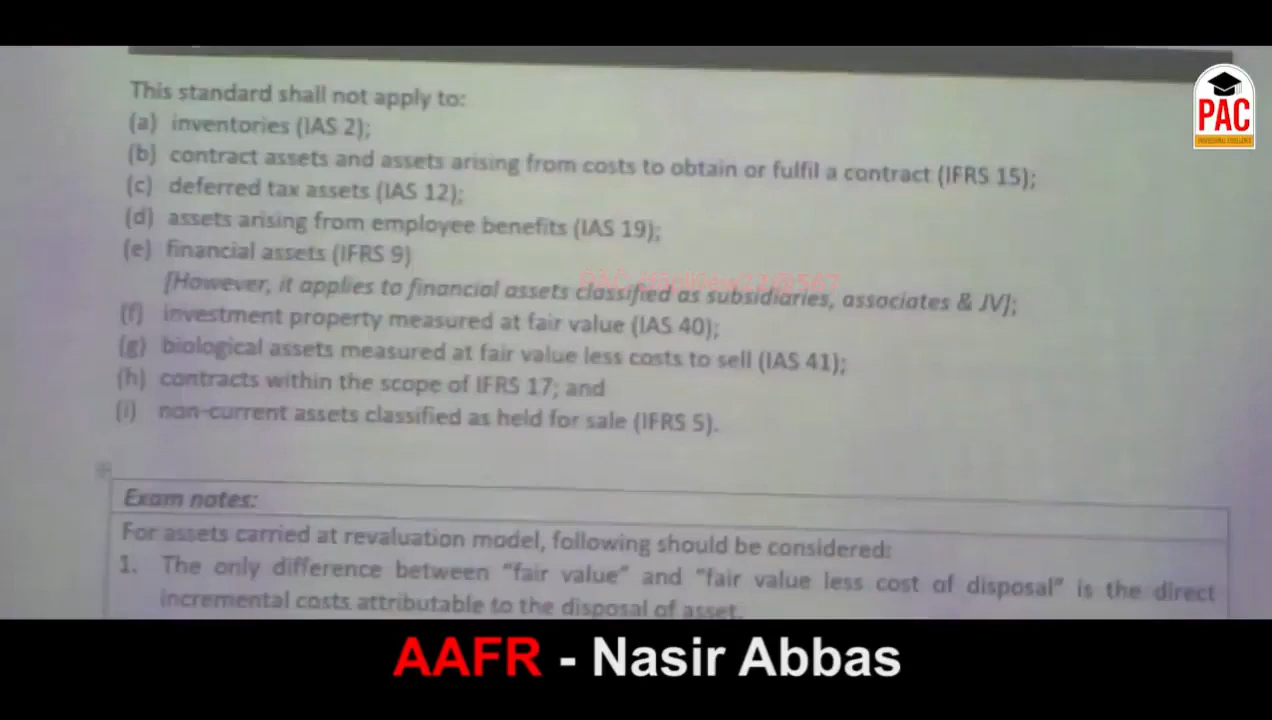 This standard shall not apply to:
(a) inventories (IAS 2);
(b) contract assets and assets arising from costs to obtain or fulfil a contract (IFRS 15);
(c) deferred tax assets (IAS 12);
(d) assets arising from employee benefits (IAS 19);
(e) financial assets (IFRS 9)
[However, it applies to financial assets classified as subsidiaries, associates & JV];
(f) investment property measured at fair value (IAS 40);
(g) biological assets measured at fair value less costs to sell (IAS 41);
(h) contracts within the scope of IFRS 17; and
(i) non-current assets classified as held for sale (IFRS 5).
Exam notes:
For assets carried at revaluation model, following should be considered:
1. The only difference between "fair value" and "fair value less cost of disposal" is the direct
incremental costs attributable to the disposal of asset.
PAC
AAFR - Nasir Abbas